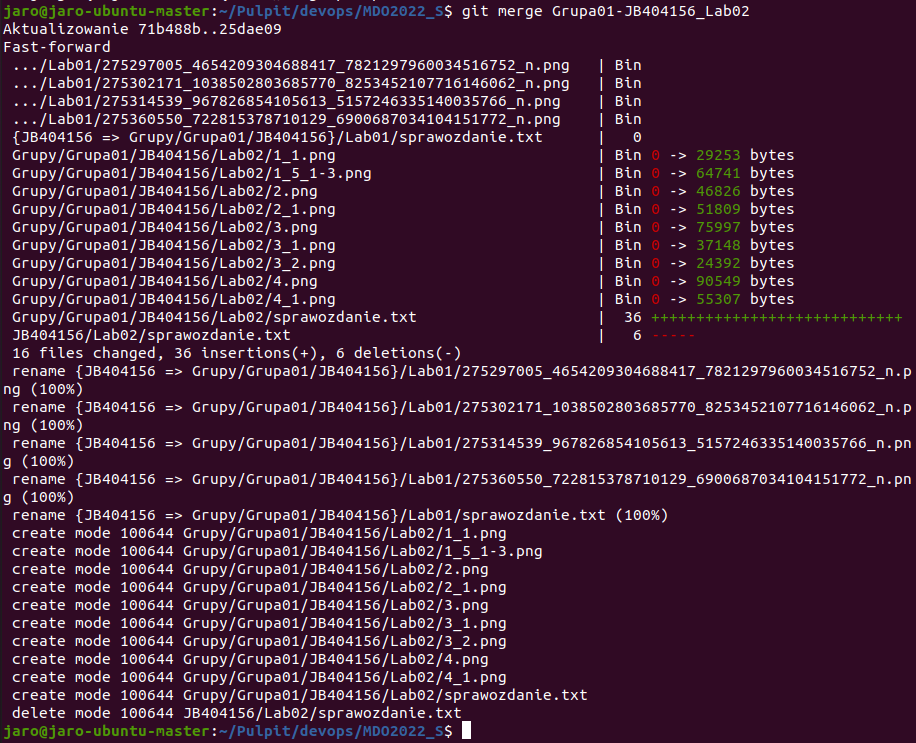 jaro@jaro-ubuntu-master:~/Pulpit/devops/MDO2022_S$ git merge Grupa01-JB404156_Lab02
Aktualizowanie 71b488b..25dae09
Fast-forward
 .../Lab01/275297005_4654209304688417_7821297960034516752_n.png   | Bin
 .../Lab01/275302171_1038502803685770_8253452107716146062_n.png   | Bin
 .../Lab01/275314539_967826854105613_5157246335140035766_n.png    | Bin
 .../Lab01/275360550_722815378710129_6900687034104151772_n.png    | Bin
 {JB404156 => Grupy/Grupa01/JB404156}/Lab01/sprawozdanie.txt      |   0
 Grupy/Grupa01/JB404156/Lab02/1_1.png                             | Bin 0 -> 29253 bytes
 Grupy/Grupa01/JB404156/Lab02/1_5_1-3.png                         | Bin 0 -> 64741 bytes
 Grupy/Grupa01/JB404156/Lab02/2.png                               | Bin 0 -> 46826 bytes
 Grupy/Grupa01/JB404156/Lab02/2_1.png                             | Bin 0 -> 51809 bytes
 Grupy/Grupa01/JB404156/Lab02/3.png                               | Bin 0 -> 75997 bytes
 Grupy/Grupa01/JB404156/Lab02/3_1.png                             | Bin 0 -> 37148 bytes
 Grupy/Grupa01/JB404156/Lab02/3_2.png                             | Bin 0 -> 24392 bytes
 Grupy/Grupa01/JB404156/Lab02/4.png                               | Bin 0 -> 90549 bytes
 Grupy/Grupa01/JB404156/Lab02/4_1.png                             | Bin 0 -> 55307 bytes
 Grupy/Grupa01/JB404156/Lab02/sprawozdanie.txt                    |  36 ++++++++++++++++++++++++++++
 JB404156/Lab02/sprawozdanie.txt                                  |   6 -----
 16 files changed, 36 insertions(+), 6 deletions(-)
 rename {JB404156 => Grupy/Grupa01/JB404156}/Lab01/275297005_4654209304688417_7821297960034516752_n.p
ng (100%)
 rename {JB404156 => Grupy/Grupa01/JB404156}/Lab01/275302171_1038502803685770_8253452107716146062_n.p
ng (100%)
 rename {JB404156 => Grupy/Grupa01/JB404156}/Lab01/275314539_967826854105613_5157246335140035766_n.pn
g (100%)
 rename {JB404156 => Grupy/Grupa01/JB404156}/Lab01/275360550_722815378710129_6900687034104151772_n.pn
g (100%)
 rename {JB404156 => Grupy/Grupa01/JB404156}/Lab01/sprawozdanie.txt (100%)
 create mode 100644 Grupy/Grupa01/JB404156/Lab02/1_1.png
 create mode 100644 Grupy/Grupa01/JB404156/Lab02/1_5_1-3.png
 create mode 100644 Grupy/Grupa01/JB404156/Lab02/2.png
 create mode 100644 Grupy/Grupa01/JB404156/Lab02/2_1.png
 create mode 100644 Grupy/Grupa01/JB404156/Lab02/3.png
 create mode 100644 Grupy/Grupa01/JB404156/Lab02/3_1.png
 create mode 100644 Grupy/Grupa01/JB404156/Lab02/3_2.png
 create mode 100644 Grupy/Grupa01/JB404156/Lab02/4.png
 create mode 100644 Grupy/Grupa01/JB404156/Lab02/4_1.png
 create mode 100644 Grupy/Grupa01/JB404156/Lab02/sprawozdanie.txt
 delete mode 100644 JB404156/Lab02/sprawozdanie.txt
jaro@jaro-ubuntu-master:~/Pulpit/devops/MDO2022_S$